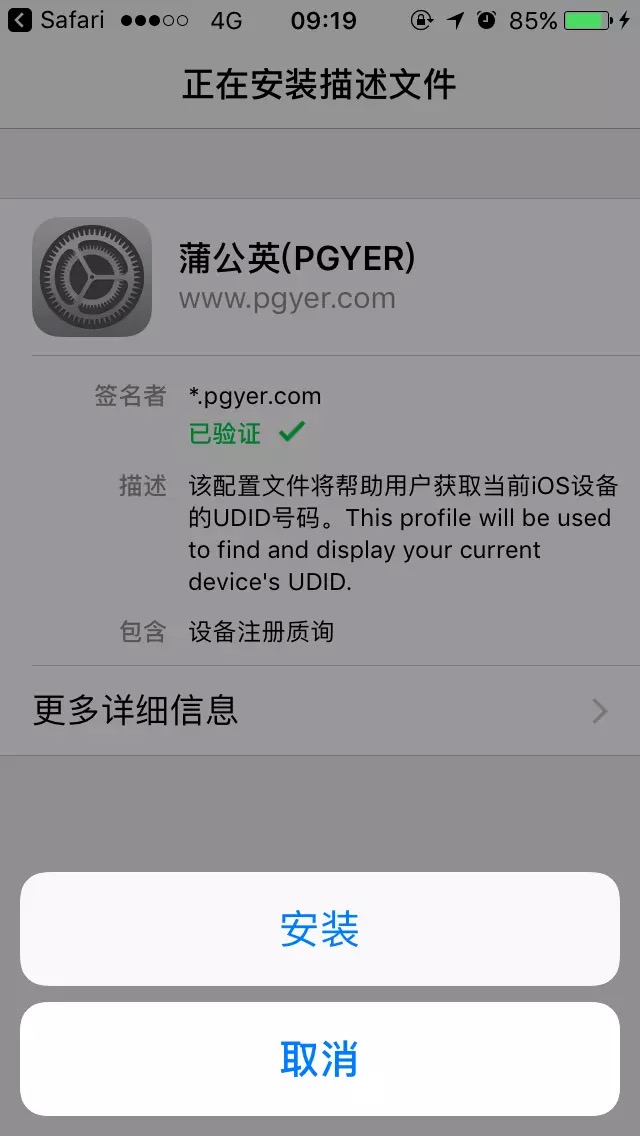 Safari 4G 09:19 85%
正在安装描述文件
蒲公英(PGYER)
www.pgyer.com
签名者 *.pgyer.com
已验证
描述 该配置文件将帮助用户获取当前iOS设备
的UDID号码。This profile will be used
to find and display your current
device's UDID.
包含 设备注册质询
更多详细信息
安装
取消